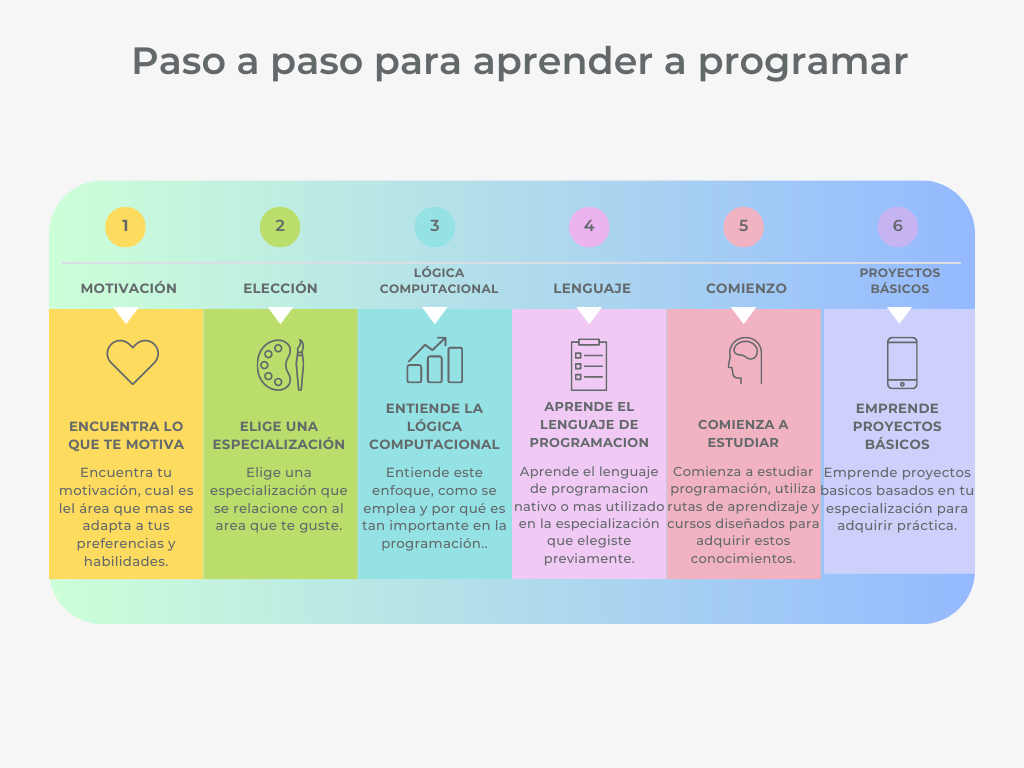 Paso a paso para aprender a programar
1
MOTIVACIÓN
ENCUENTRA LO
QUE TE MOTIVA
Encuentra tu
motivación, cual es
lel área que mas se
adapta a tus
preferencias y
habilidades.
2
ELECCIÓN
ELIGE UNA
ESPECIALIZACIÓN
Elige una
especialización que
se relacione con al
area que te guste.
3
LÓGICA
COMPUTACIONAL
ENTIENDE LA
LÓGICA
COMPUTACIONAL
Entiende este
enfoque, como se
emplea y por qué es
tan importante en la
programación..
4
LENGUAJE
APRENDE EL
LENGUAJE DE
PROGRAMACION
Aprende el lenguaje
de programacion
nativo o mas utilizado
en la especialización
que elegiste
previamente.
5
COMIENZO
COMIENZA A
ESTUDIAR
Comienza a estudiar
programación, utiliza
rutas de aprendizaje y
cursos diseñados para
adquirir estos
conocimientos.
6
PROYECTOS
BÁSICOS
EMPRENDE
PROYECTOS
BÁSICOS
Emprende proyectos
basicos basados en tu
especialización para
adquirir práctica.